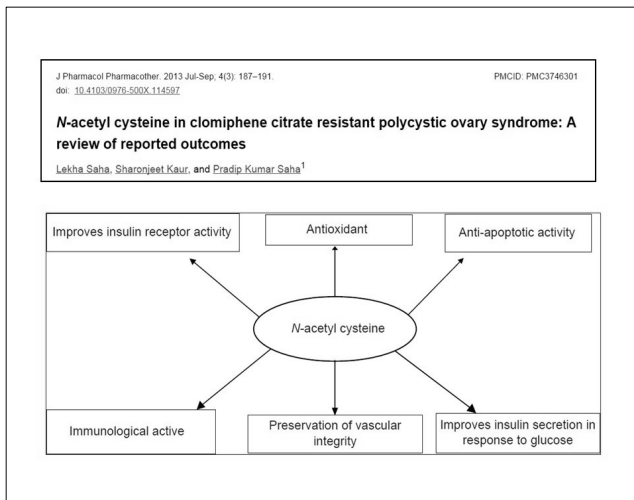 J Pharmacol Pharmacother. 2013 Jul-Sep; 4(3): 187–191.
PMCID: PMC3746301
doi: 10.4103/0976-500X.114597
N-acetyl cysteine in clomiphene citrate resistant polycystic ovary syndrome: A
review of reported outcomes
Lekha Saha, Sharonjeet Kaur, and Pradip Kumar Saha1
Improves insulin receptor activity
Antioxidant
Anti-apoptotic activity
N-acetyl cysteine
Immunological active
Preservation of vascular
integrity
Improves insulin secretion in
response to glucose